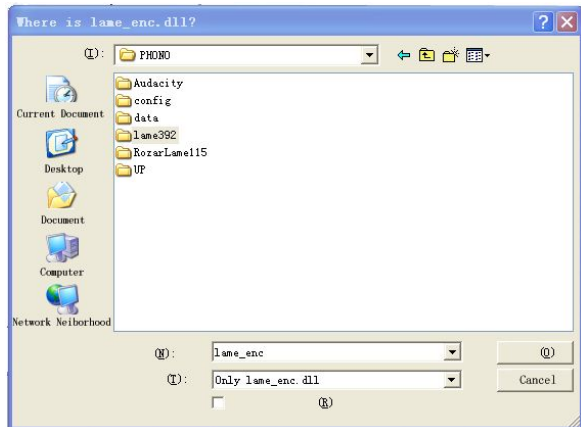 Where is lame_enc.dll?
(I):
PHONO
Audacity
config
data
lame392
RozarLame115
UP
Current Document
Desktop
Document
Computer
Network Neiborhood
(N):
lame_enc
(O)
(T):
Only lame_enc.dll
Cancel
(R)